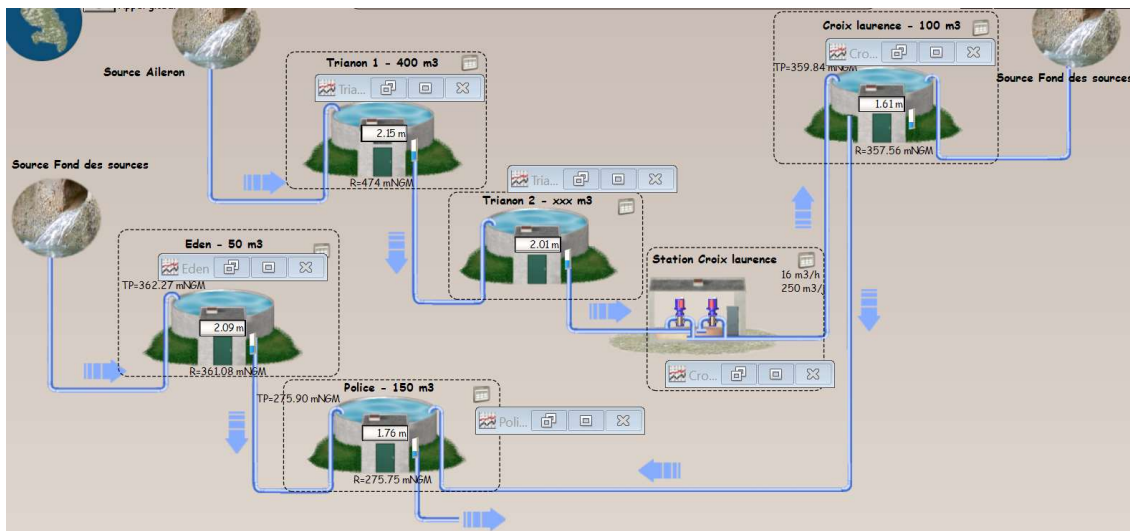 Source Aileron
Trianon 1 - 400 m3
Tria...
2.15 m
R=474 mNGM
Croix laurence - 100 m3
Cro...
TP=359.84 mNGM
1.61 m
R=357.56 mNGM
Source Fond des sources
Source Fond des sources
Tria...
Trianon 2 - xxx m3
2.01 m
Eden - 50 m3
Eden
TP=362.27 mNGM
2.09 m
R=361.08 mNGM
Station Croix laurence
16 m3/h
250 m3/j
Cro...
Police - 150 m3
TP=275.90 mNGM
Poli...
1.76 m
R=275.75 mNGM